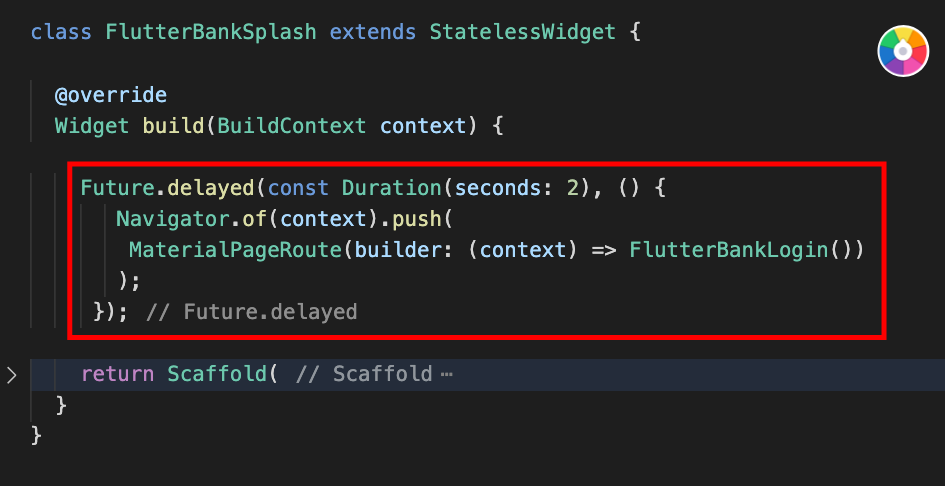 class FlutterBankSplash extends StatelessWidget {
@override
Widget build(BuildContext context) {
Future.delayed(const Duration(seconds: 2), () {
Navigator.of(context).push(
MaterialPageRoute(builder: (context) => FlutterBankLogin())
);
}); // Future.delayed
return Scaffold( // Scaffold ⋯
}
}